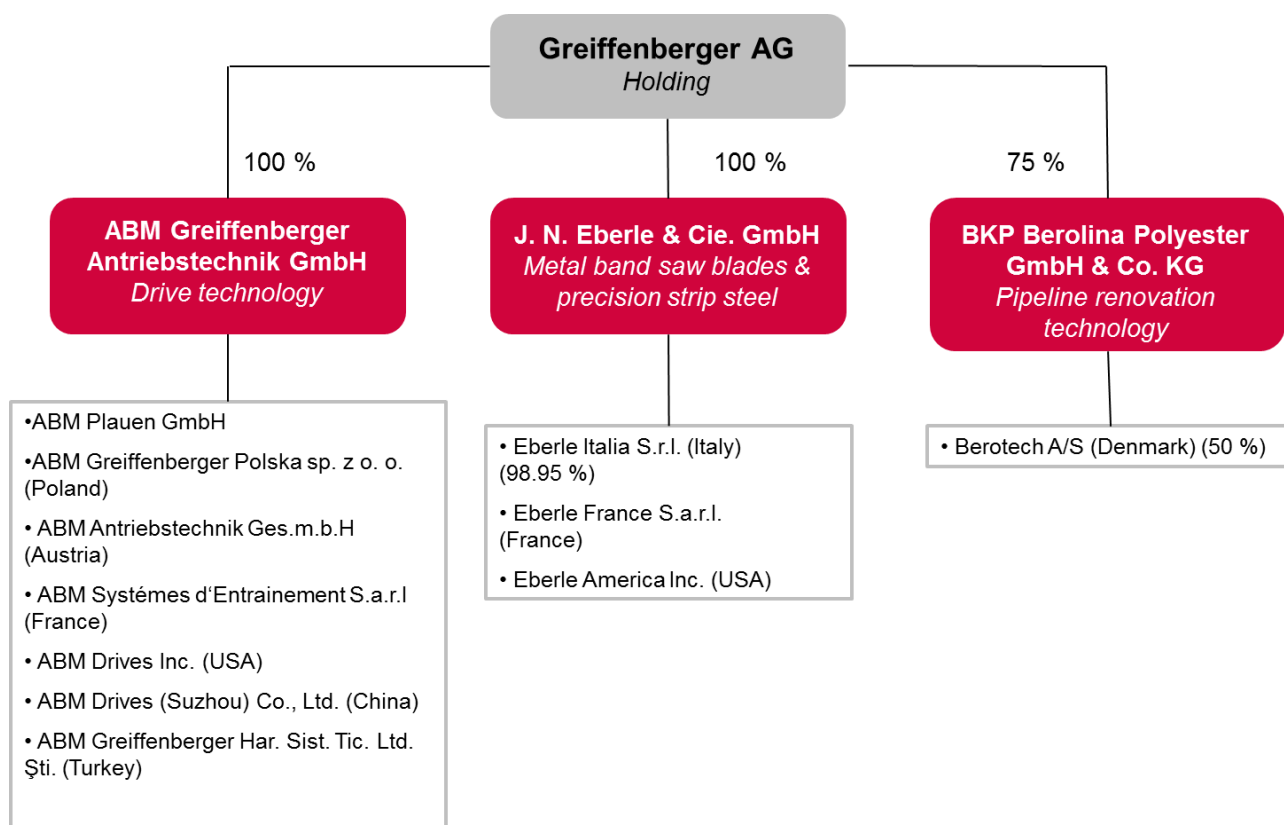 Greiffenberger AG
Holding
100 %
100 %
75 %
ABM Greiffenberger
Antriebstechnik GmbH
Drive technology
J. N. Eberle & Cie. GmbH
Metal band saw blades &
precision strip steel
BKP Berolina Polyester
GmbH & Co. KG
Pipeline renovation
technology
•ABM Plauen GmbH
•ABM Greiffenberger Polska sp. z o. o.
(Poland)
• ABM Antriebstechnik Ges.m.b.H
(Austria)
• ABM Systémes d‘Entrainement S.a.r.l
(France)
• ABM Drives Inc. (USA)
• ABM Drives (Suzhou) Co., Ltd. (China)
• ABM Greiffenberger Har. Sist. Tic. Ltd.
Şti. (Turkey)
• Eberle Italia S.r.l. (Italy)
(98.95 %)
• Eberle France S.a.r.l.
(France)
• Eberle America Inc. (USA)
• Berotech A/S (Denmark) (50 %)